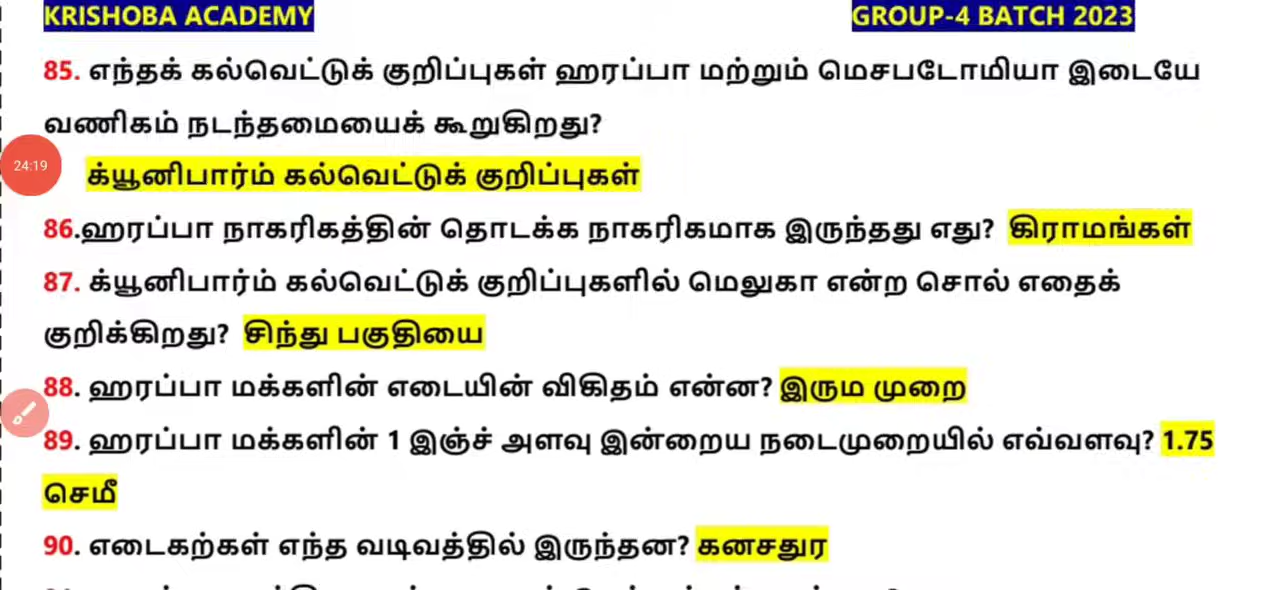 KRISHOBA ACADEMY GROUP-4 BATCH 2023
85. எந்தக் கல்வெட்டுக் குறிப்புகள் ஹரப்பா மற்றும் மெசபடோமியா இடையே
வணிகம் நடந்தமையைக் கூறுகிறது?
24:19
க்யூனிபார்ம் கல்வெட்டுக் குறிப்புகள்
86.ஹரப்பா நாகரிகத்தின் தொடக்க நாகரிகமாக இருந்தது எது? கிராமங்கள்
87. க்யூனிபார்ம் கல்வெட்டுக் குறிப்புகளில் மெலுகா என்ற சொல் எதைக்
குறிக்கிறது? சிந்து பகுதியை
88. ஹரப்பா மக்களின் எடையின் விகிதம் என்ன? இரும முறை
89. ஹரப்பா மக்களின் 1 இஞ்ச் அளவு இன்றைய நடைமுறையில் எவ்வளவு? 1.75
செமீ
90. எடைகற்கள் எந்த வடிவத்தில் இருந்தன? கனசதுர